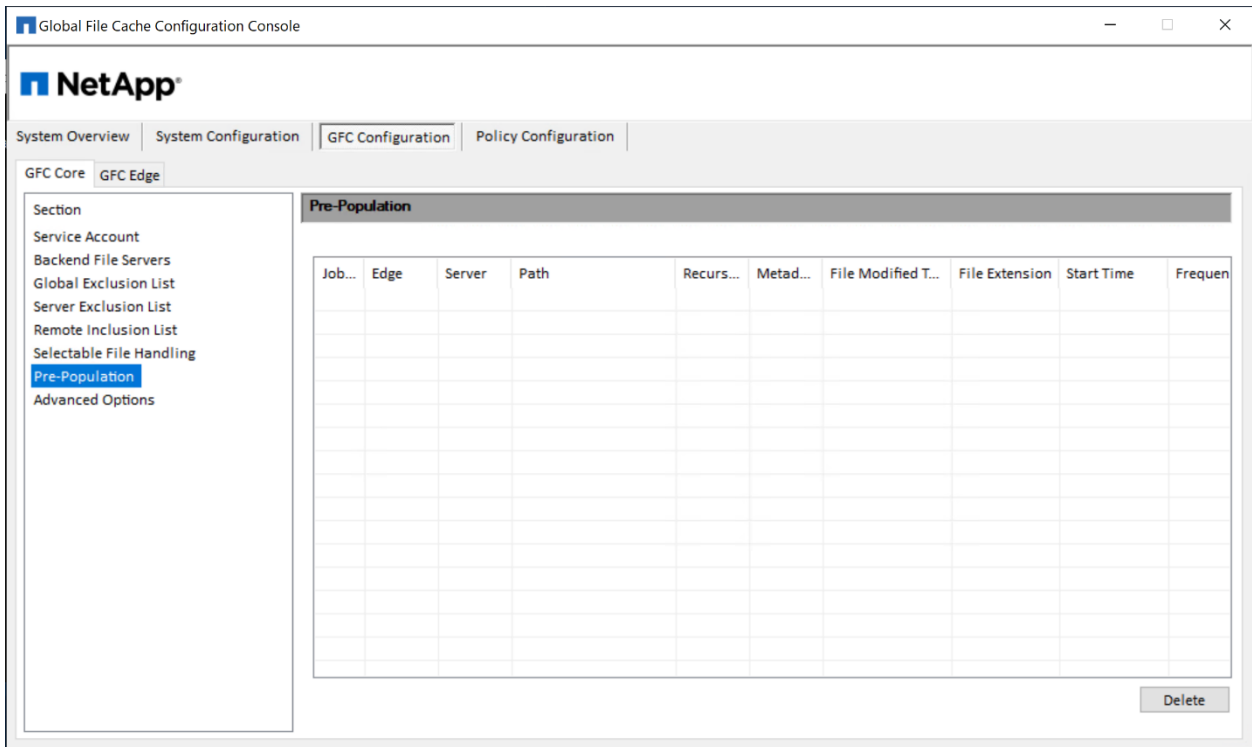 Global File Cache Configuration Console
NetApp®
System Overview System Configuration GFC Configuration Policy Configuration
GFC Core GFC Edge
Section
Service Account
Backend File Servers
Global Exclusion List
Server Exclusion List
Remote Inclusion List
Selectable File Handling
Pre-Population
Advanced Options
Pre-Population
Job... Edge Server Path Recurs... Metad... File Modified T... File Extension Start Time Frequen
Delete